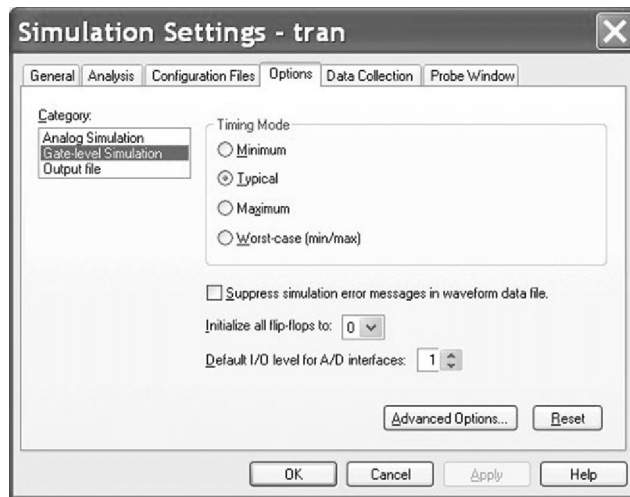 Simulation Settings - tran
General Analysis Configuration Files Options Data Collection Probe Window
Category:
Analog Simulation
Gate-level Simulation
Output file
Timing Mode
Minimum
Typical
Maximum
Worst-case (min/max)
Suppress simulation error messages in waveform data file.
Initialize all flip-flops to: 0
Default I/O level for A/D interfaces: 1
Advanced Options... Reset
OK Cancel Apply Help